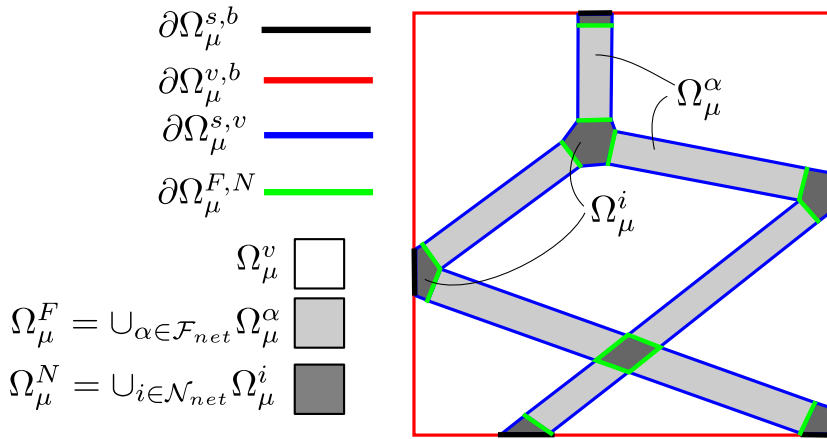 ∂Ω_μ^{s,b}
∂Ω_μ^{v,b}
∂Ω_μ^{s,v}
∂Ω_μ^{F,N}
Ω_μ^v
Ω_μ^F = ∪_{α∈𝓕_{net}} Ω_μ^α
Ω_μ^N = ∪_{i∈𝓝_{net}} Ω_μ^i
Ω_μ^α
Ω_μ^i